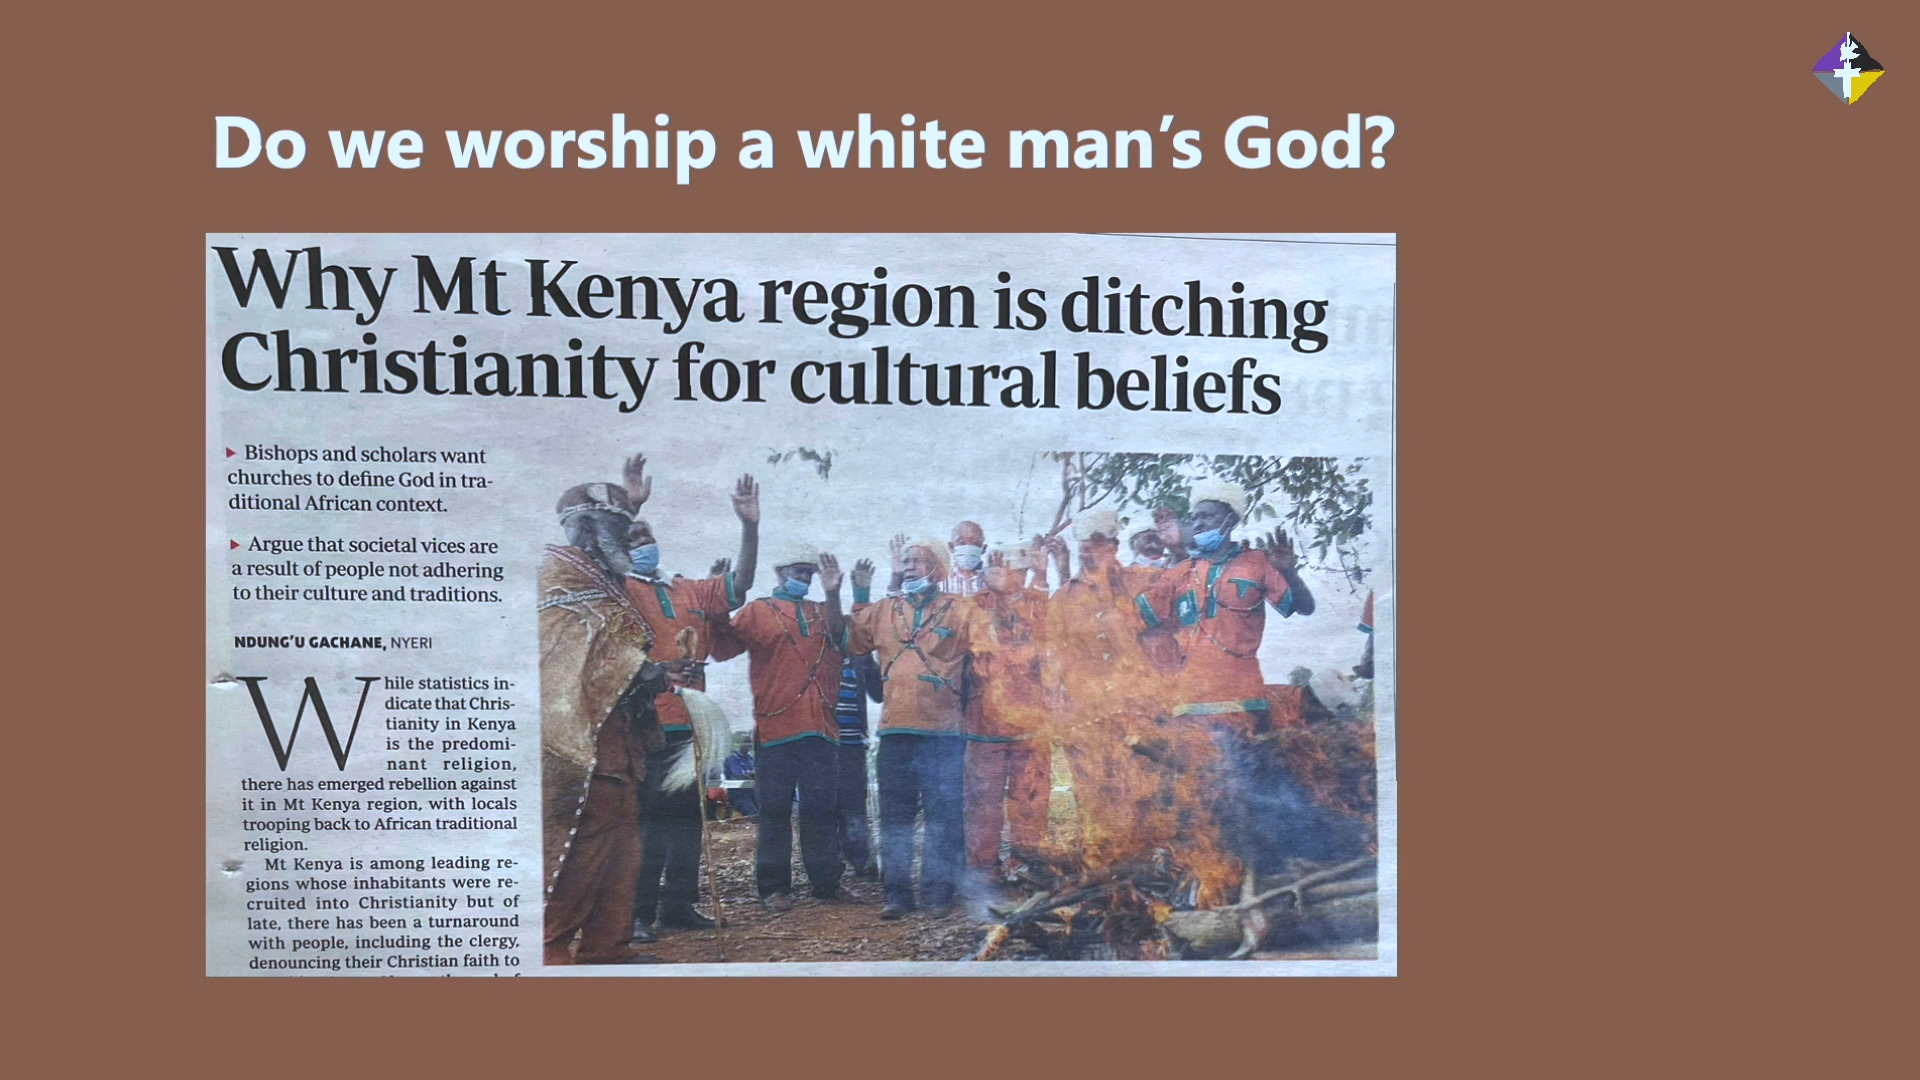 Do we worship a white man’s God?
Why Mt Kenya region is ditching
Christianity for cultural beliefs
▸ Bishops and scholars want
churches to define God in tra-
ditional African context.
▸ Argue that societal vices are
a result of people not adhering
to their culture and traditions.
NDUNG'U GACHANE, NYERI
While statistics in-
dicate that Chris-
tianity in Kenya
is the predomi-
nant religion,
there has emerged rebellion against
it in Mt Kenya region, with locals
trooping back to African traditional
religion.
Mt Kenya is among leading re-
gions whose inhabitants were re-
cruited into Christianity but of
late, there has been a turnaround
with people, including the clergy,
denouncing their Christian faith to